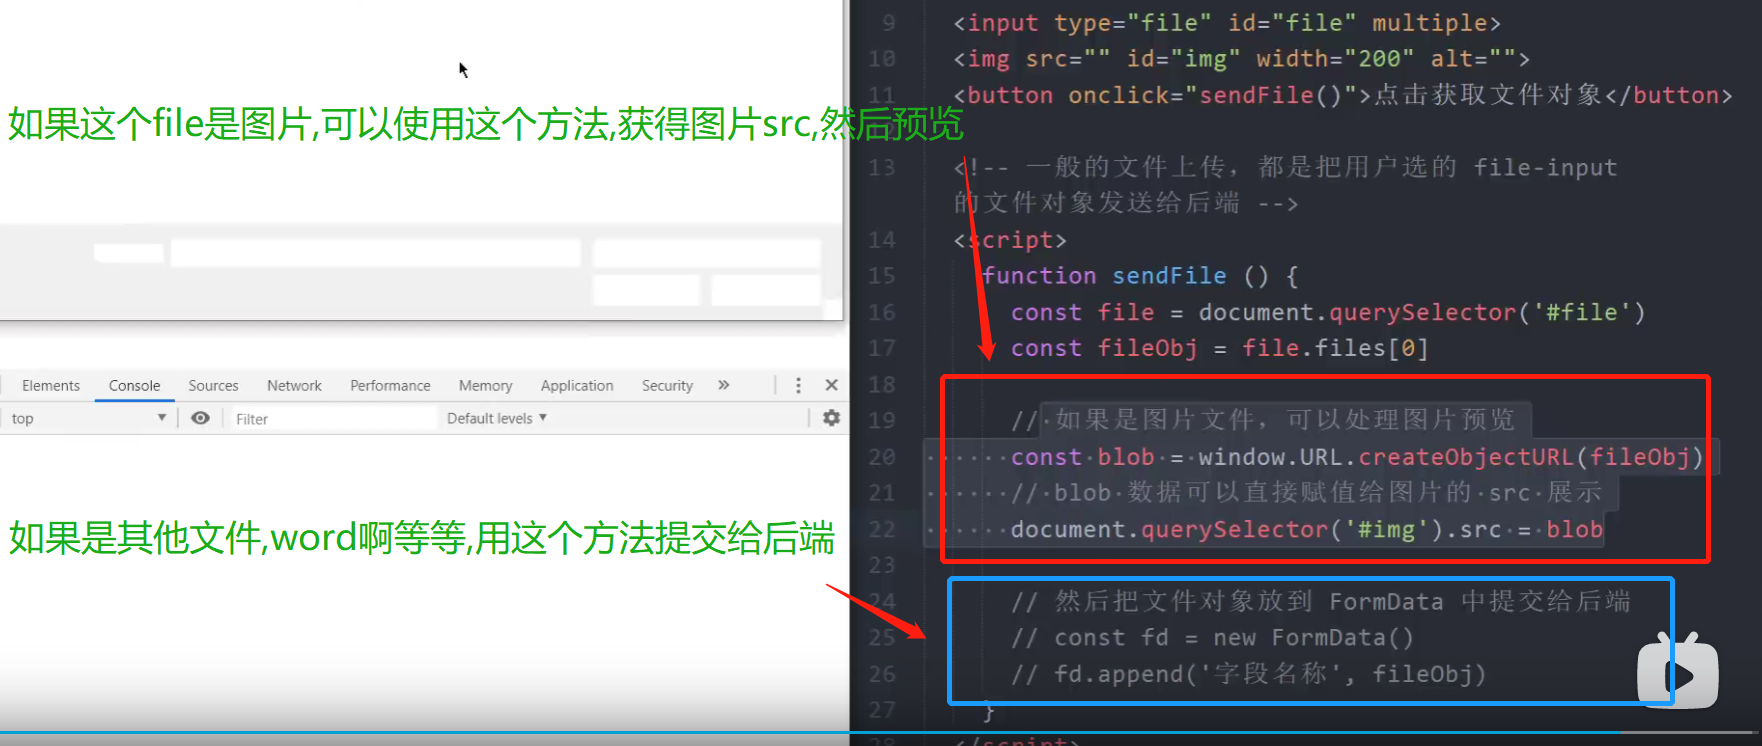 如果这个file是图片,可以使用这个方法,获得图片src,然后预览
Elements Console Sources Network Performance Memory Application Security »
top Filter Default levels
如果是其他文件,word啊等等,用这个方法提交给后端
9 <input type="file" id="file" multiple>
10 <img src="" id="img" width="200" alt="">
11 <button onclick="sendFile()">点击获取文件对象</button>
13 <!-- 一般的文件上传，都是把用户选的 file-input
的文件对象发送给后端 -->
14 <script>
15 function sendFile () {
16 const file = document.querySelector('#file')
17 const fileObj = file.files[0]
18
19 // 如果是图片文件，可以处理图片预览
20 const blob = window.URL.createObjectURL(fileObj)
21 // blob 数据可以直接赋值给图片的 src 展示
22 document.querySelector('#img').src = blob
23
24 // 然后把文件对象放到 FormData 中提交给后端
25 // const fd = new FormData()
26 // fd.append('字段名称', fileObj)
27 }
28 </script>